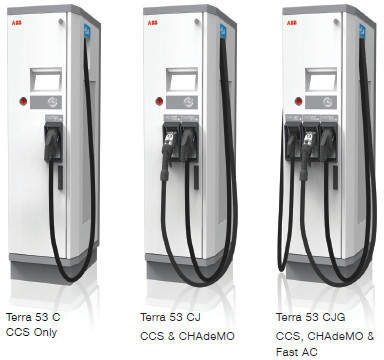 ABB
ABB
ABB
Terra 53 C
CCS Only
Terra 53 CJ
CCS & CHAdeMO
Terra 53 CJG
CCS, CHAdeMO &
Fast AC